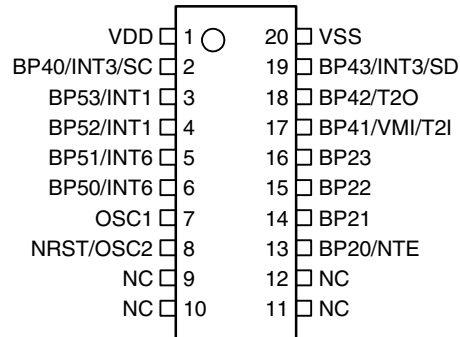 VDD 1 20 VSS
BP40/INT3/SC 2 19 BP43/INT3/SD
BP53/INT1 3 18 BP42/T2O
BP52/INT1 4 17 BP41/VMI/T2I
BP51/INT6 5 16 BP23
BP50/INT6 6 15 BP22
OSC1 7 14 BP21
NRST/OSC2 8 13 BP20/NTE
NC 9 12 NC
NC 10 11 NC